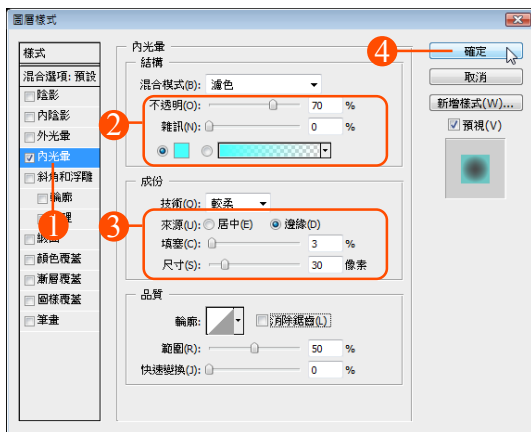 圖層樣式
樣式
混合選項: 預設
陰影
內陰影
外光暈
內光暈
斜角和浮雕
輪廓
理
緞面
顏色覆蓋
漸層覆蓋
圖樣覆蓋
筆畫
1
內光暈
結構
混合模式(B): 濾色
不透明(O): 70 %
雜訊(N): 0 %
2
成份
技術(Q): 較柔
來源(U): 居中(E) 邊緣(D)
填塞(C): 3 %
尺寸(S): 30 像素
3
品質
輪廓: 消除鋸齒(L)
範圍(R): 50 %
快速變換(J): 0 %
4
確定
取消
新增樣式(W)...
預視(V)